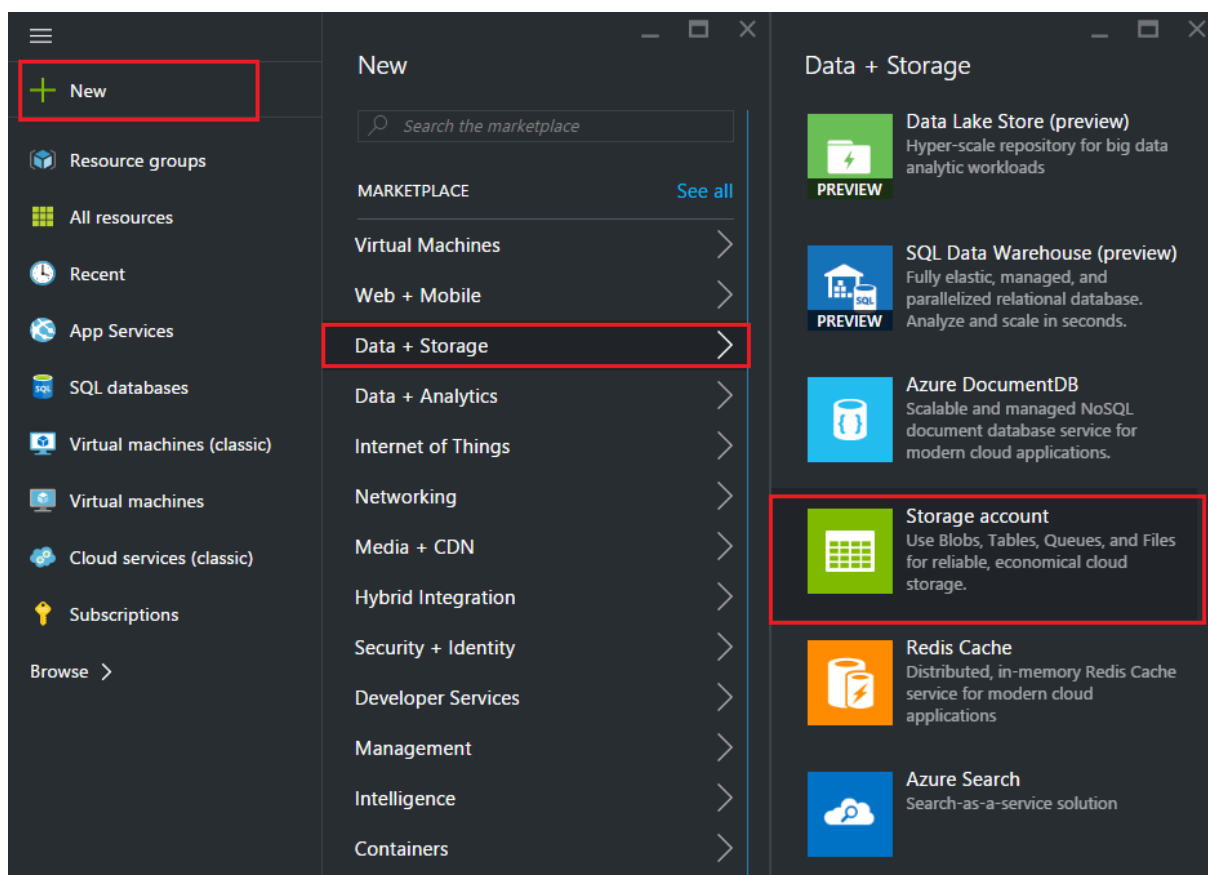 New
Resource groups
All resources
Recent
App Services
SQL databases
Virtual machines (classic)
Virtual machines
Cloud services (classic)
Subscriptions
Browse
New
Search the marketplace
MARKETPLACE See all
Virtual Machines
Web + Mobile
Data + Storage
Data + Analytics
Internet of Things
Networking
Media + CDN
Hybrid Integration
Security + Identity
Developer Services
Management
Intelligence
Containers
Data + Storage
PREVIEW
Data Lake Store (preview)
Hyper-scale repository for big data
analytic workloads
SQL
PREVIEW
SQL Data Warehouse (preview)
Fully elastic, managed, and
parallelized relational database.
Analyze and scale in seconds.
Azure DocumentDB
Scalable and managed NoSQL
document database service for
modern cloud applications.
Storage account
Use Blobs, Tables, Queues, and Files
for reliable, economical cloud
storage.
Redis Cache
Distributed, in-memory Redis Cache
service for modern cloud
applications
Azure Search
Search-as-a-service solution